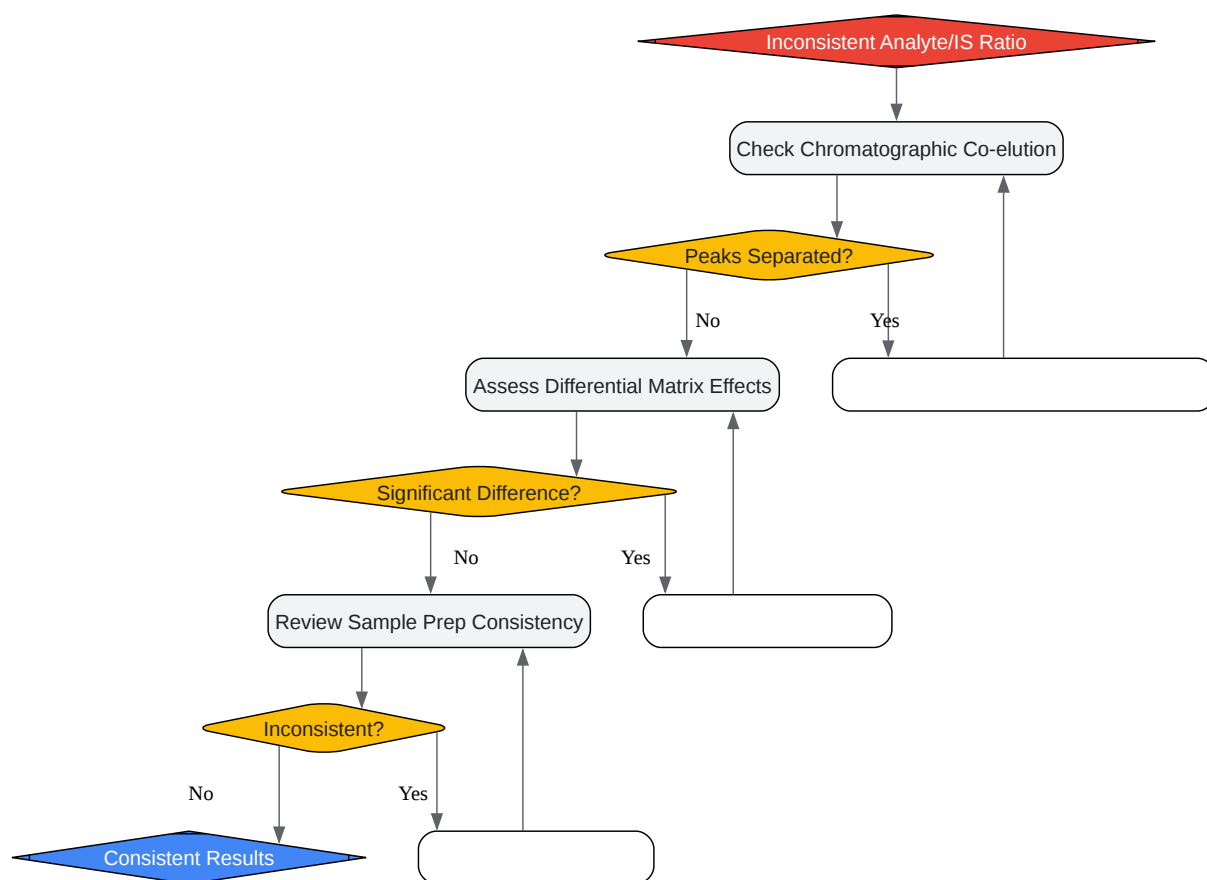 Inconsistent Analyte/IS Ratio
Check Chromatographic Co-elution
Peaks Separated?
No
Yes
Assess Differential Matrix Effects
Significant Difference?
No
Yes
Review Sample Prep Consistency
Inconsistent?
No
Yes
Consistent Results